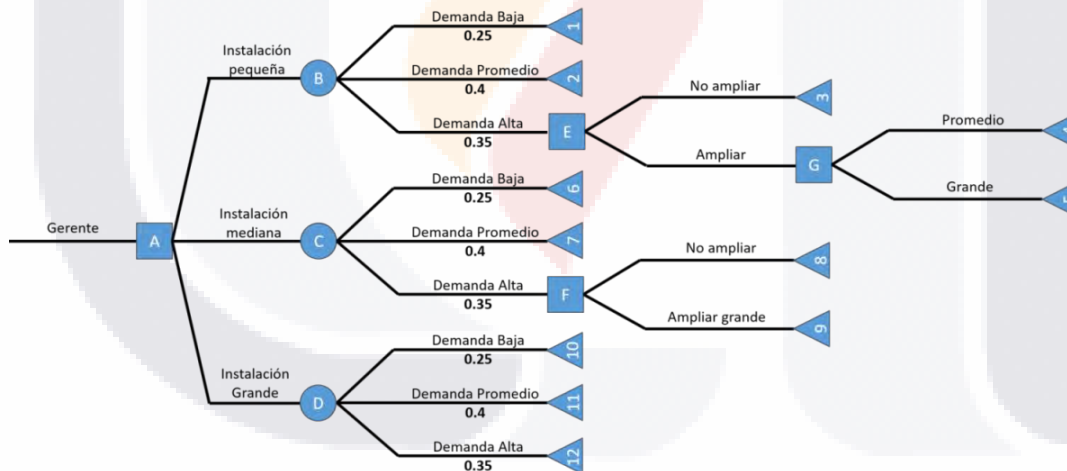 Gerente
A
Instalación
pequeña
B
Demanda Baja
0.25
1
Demanda Promedio
0.4
2
Demanda Alta
0.35
E
No ampliar
3
Ampliar
G
Promedio
Grande
5
Instalación
mediana
C
Demanda Baja
0.25
6
Demanda Promedio
0.4
7
Demanda Alta
0.35
F
No ampliar
8
Ampliar grande
9
Instalación
Grande
D
Demanda Baja
0.25
10
Demanda Promedio
0.4
11
Demanda Alta
0.35
12